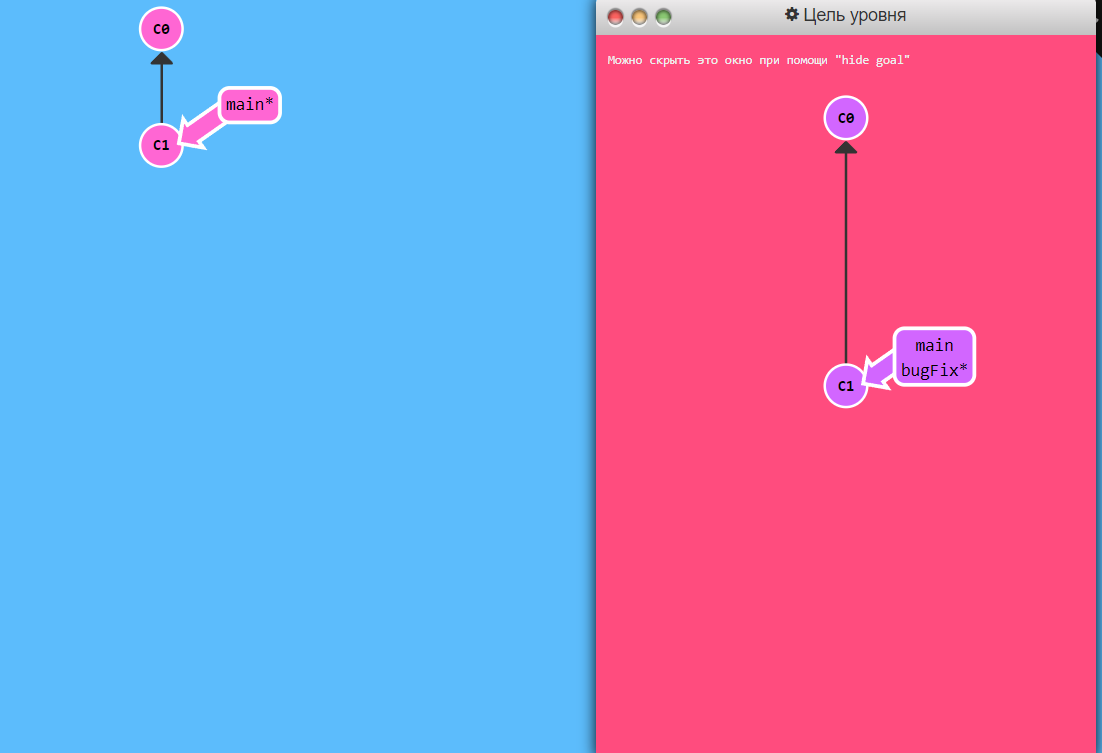 C0
main*
C1
Цель уровня
Можно скрыть это окно при помощи "hide goal"
C0
main
bugFix*
C1